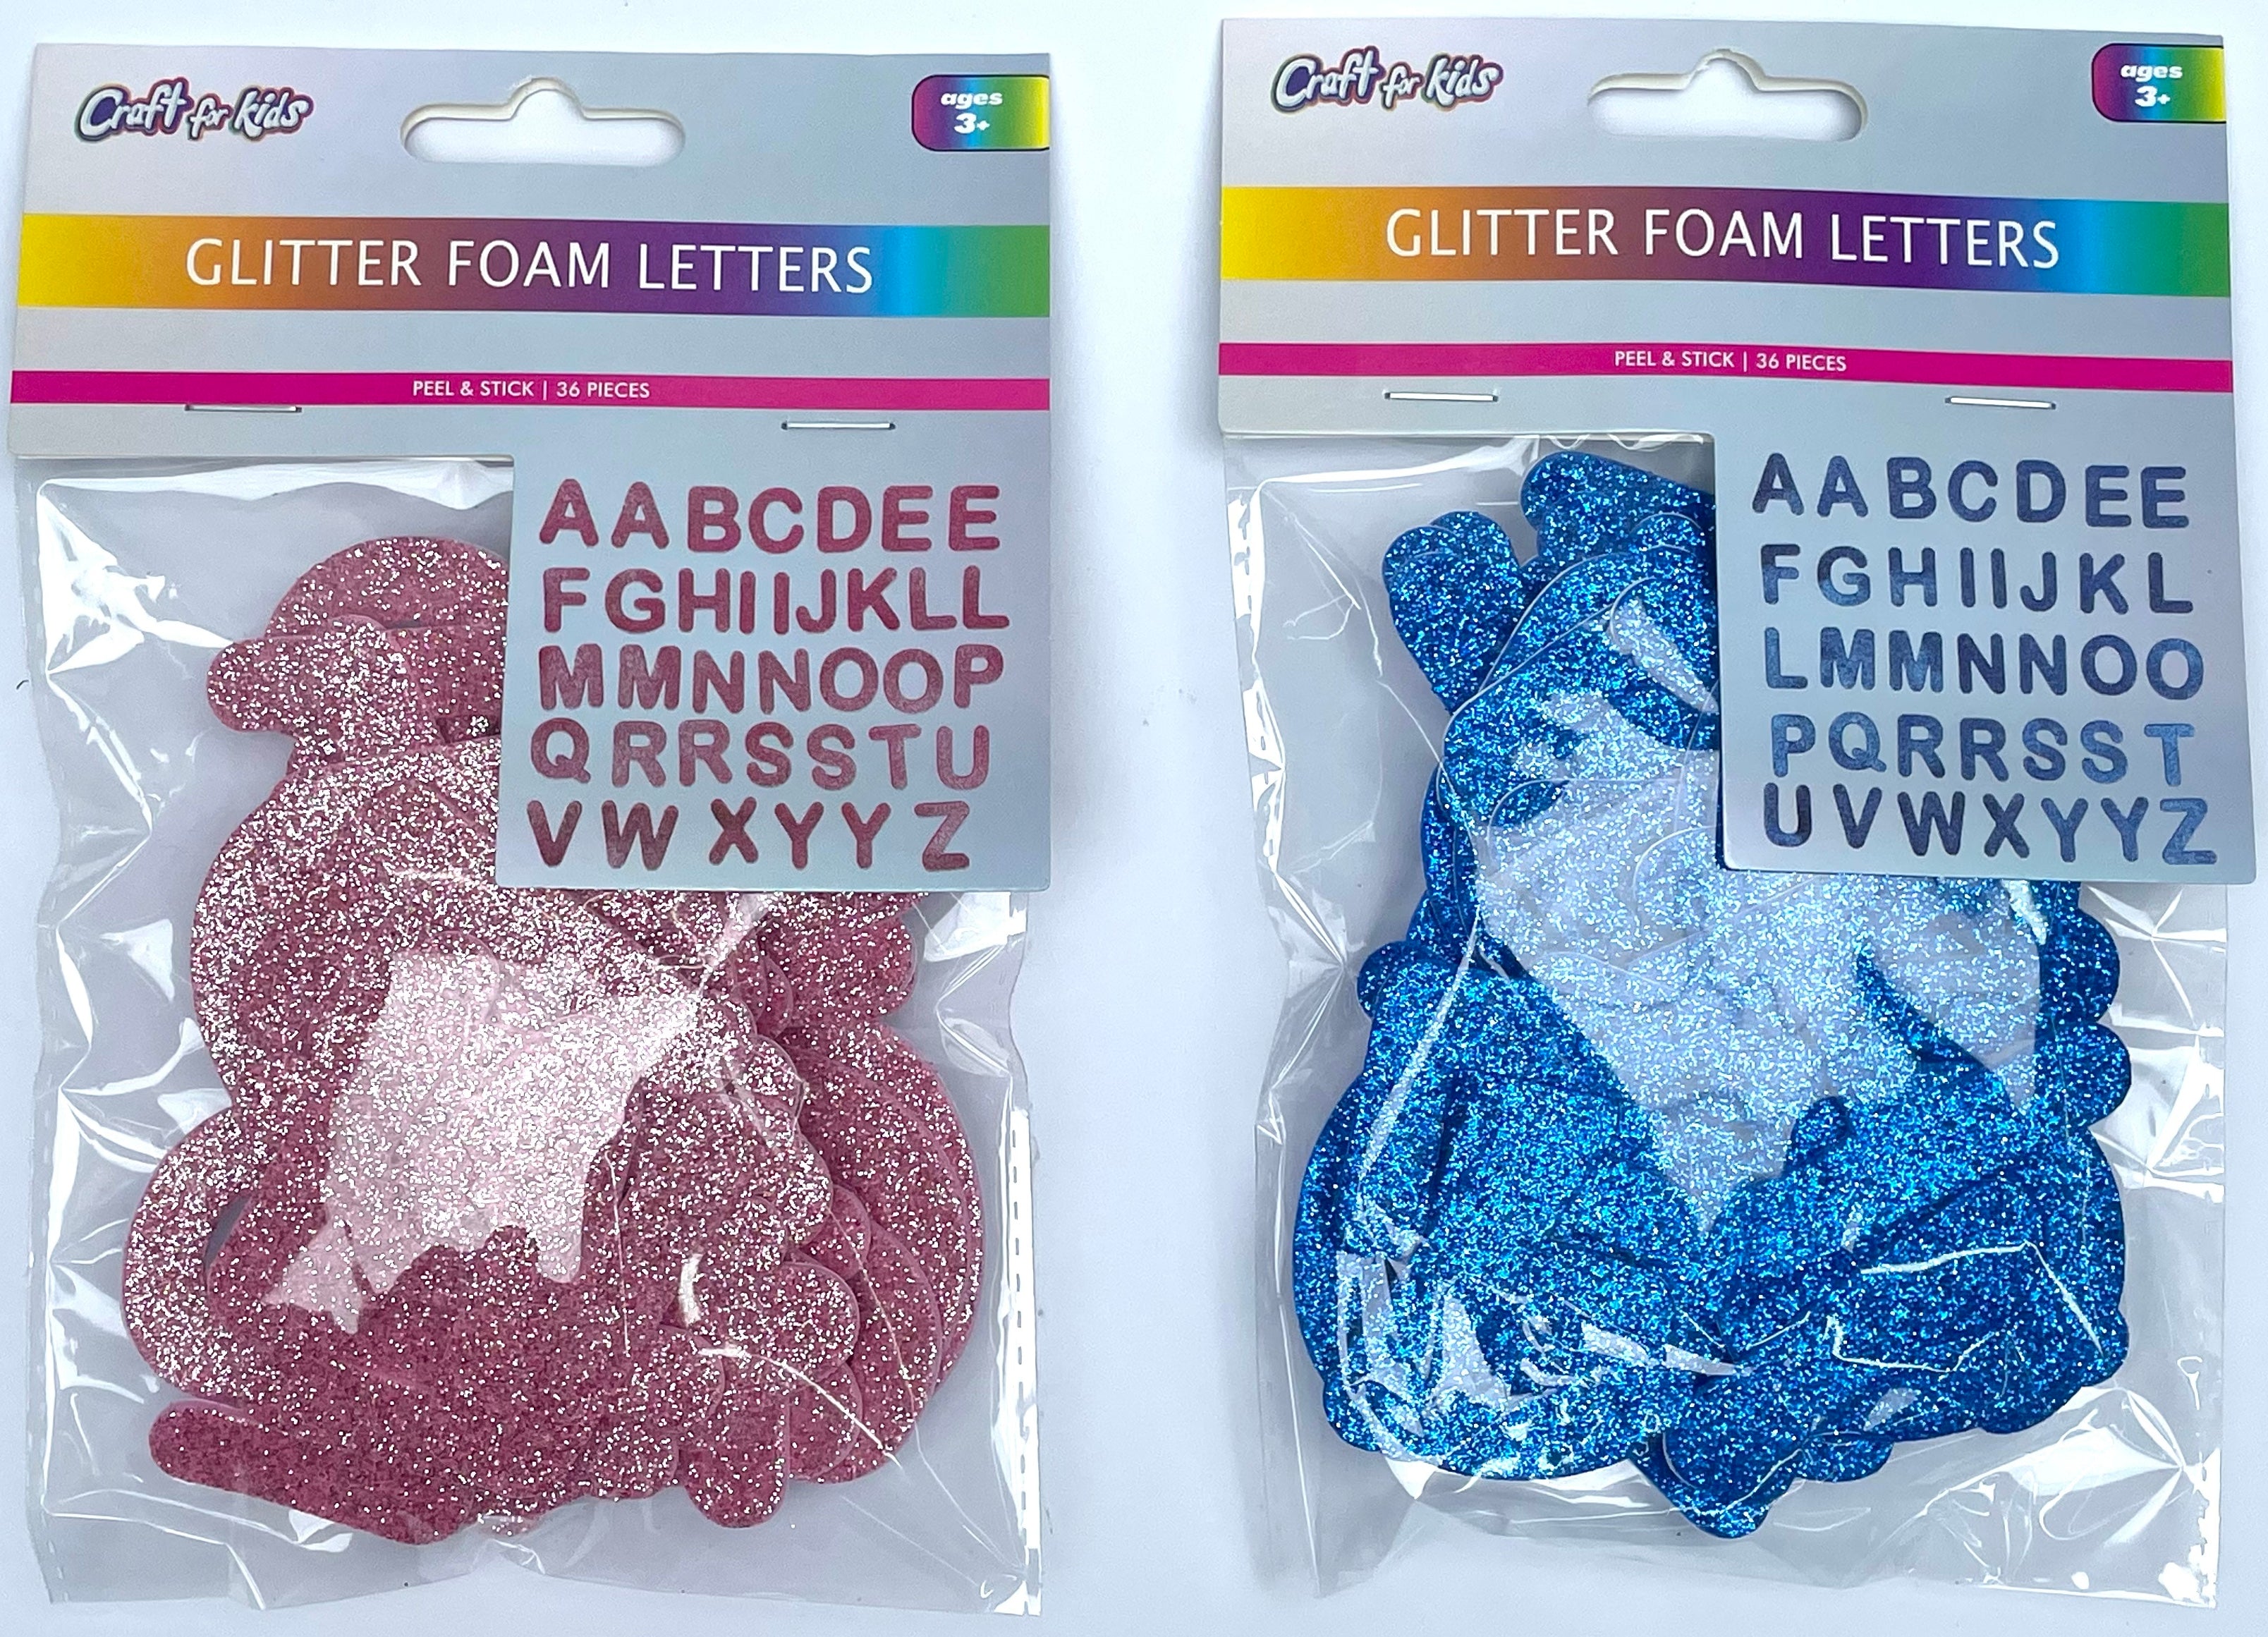 Craft for kids
ages
3+
GLITTER FOAM LETTERS
PEEL & STICK | 36 PIECES
AABCDEE
FGHIIJKLL
MMNNOOP
QRRSSTU
VWXYYZ
Craft for kids
ages
3+
GLITTER FOAM LETTERS
PEEL & STICK | 36 PIECES
AABCDEE
FGHIIJKL
LMMNNOO
PQRRSST
UVWXYYZ